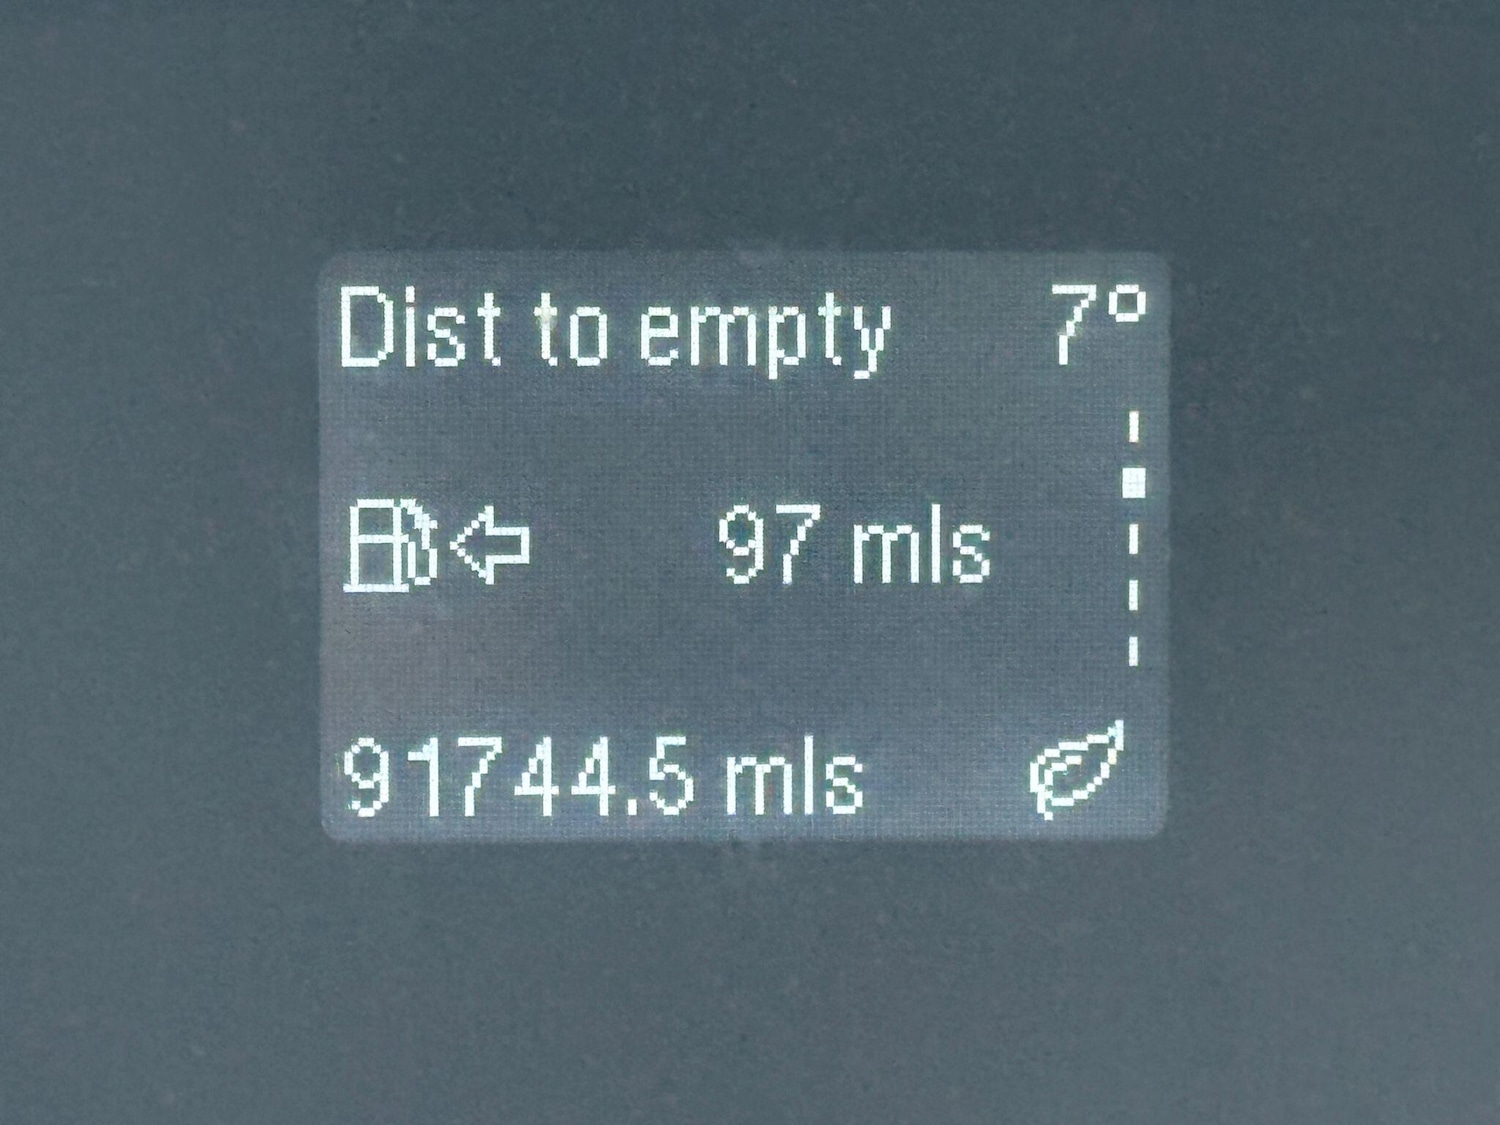 Dist to empty 7°
97 mls
91744.5 mls